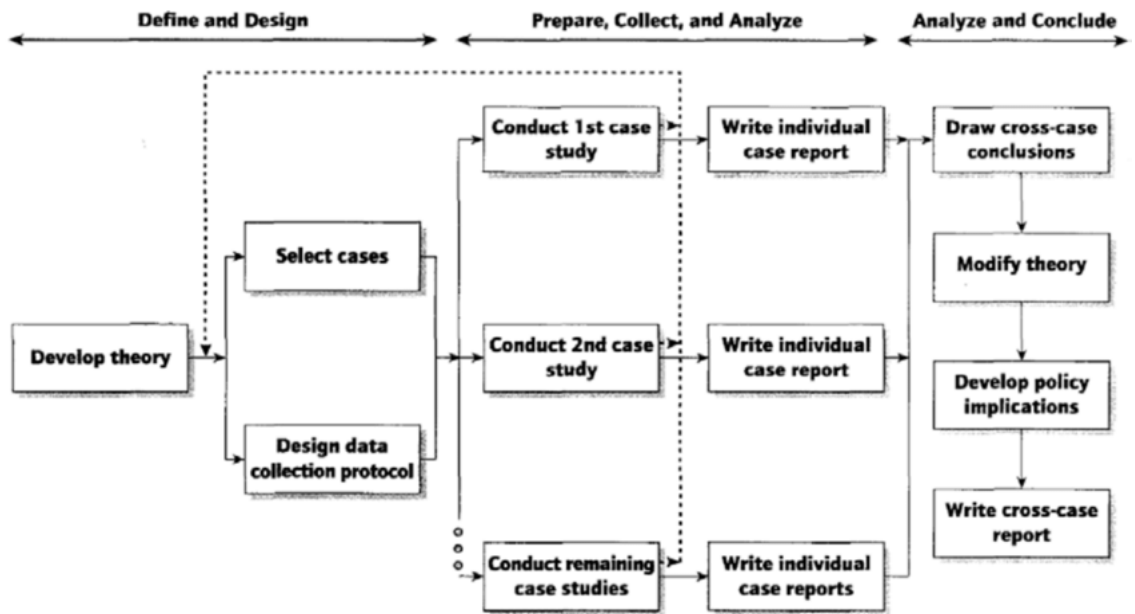 Define and Design
Prepare, Collect, and Analyze
Analyze and Conclude
Develop theory
Select cases
Design data
collection protocol
Conduct 1st case
study
Write individual
case report
Conduct 2nd case
study
Write individual
case report
Conduct remaining
case studies
Write individual
case reports
Draw cross-case
conclusions
Modify theory
Develop policy
implications
Write cross-case
report